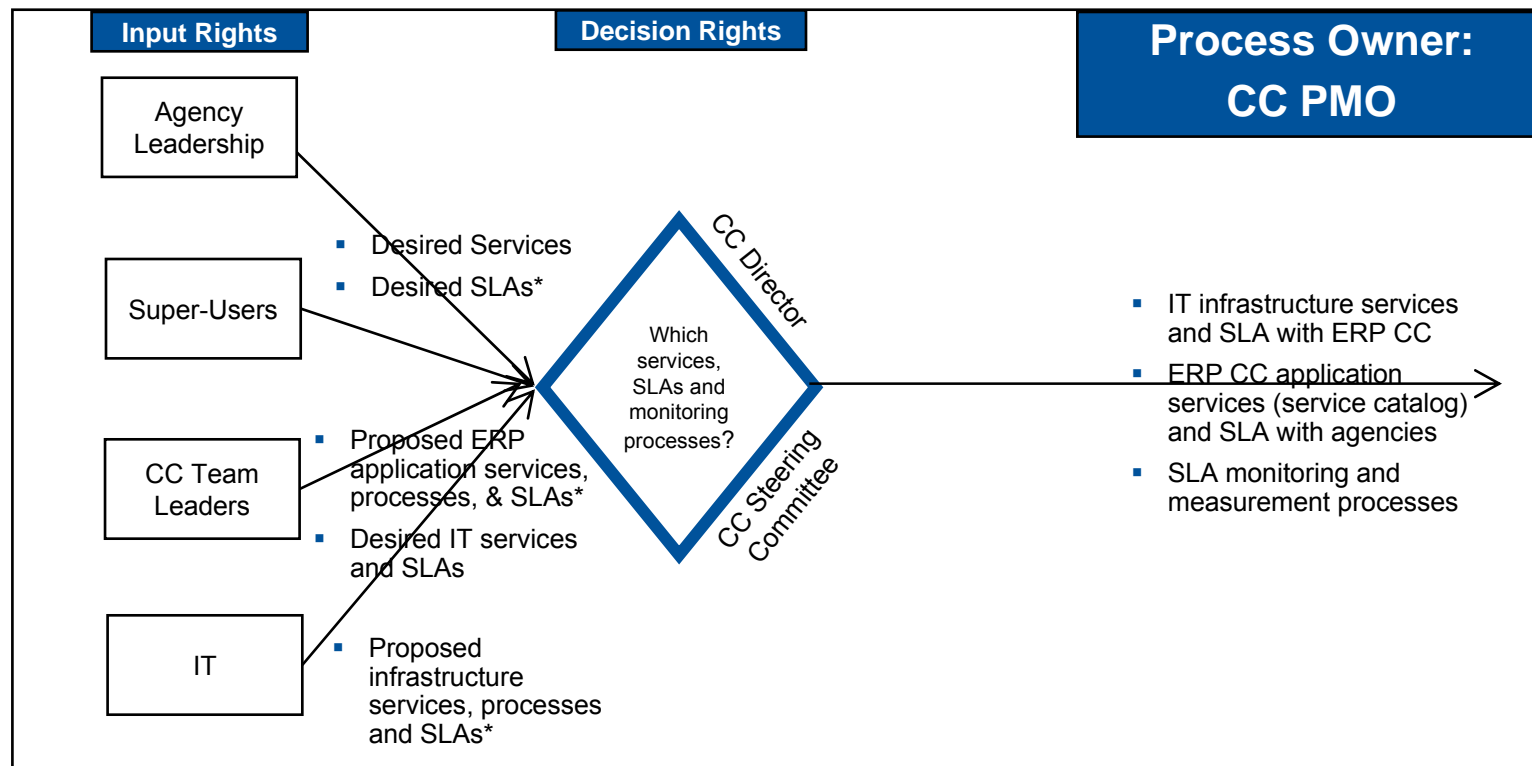 Input Rights
Decision Rights
Process Owner:
CC PMO
Agency
Leadership
Super-Users
CC Team
Leaders
IT
▪ Desired Services
▪ Desired SLAs*
▪ Proposed ERP
application services,
processes, & SLAs*
▪ Desired IT services
and SLAs
▪ Proposed
infrastructure
services, processes
and SLAs*
CC Director
Which
services,
SLAs and
monitoring
processes?
CC Steering
Committee
▪ IT infrastructure services
and SLA with ERP CC
▪ ERP CC application
services (service catalog)
and SLA with agencies
▪ SLA monitoring and
measurement processes